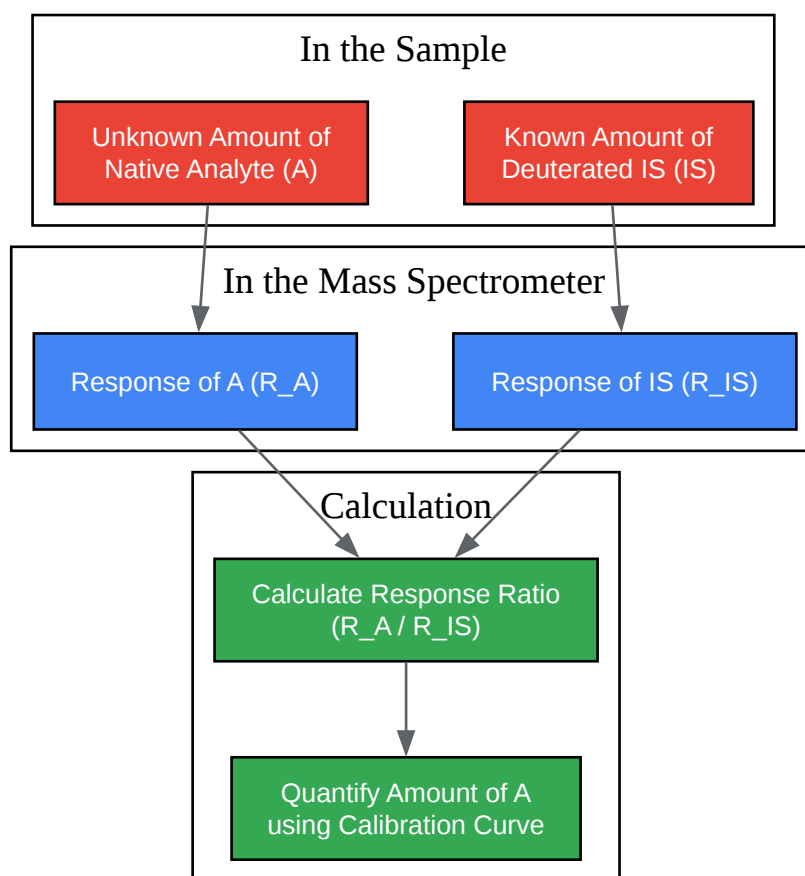 In the Sample
Unknown Amount of
Native Analyte (A)
Known Amount of
Deuterated IS (IS)
In the Mass Spectrometer
Response of A (R_A)
Response of IS (R_IS)
Calculation
Calculate Response Ratio
(R_A / R_IS)
Quantify Amount of A
using Calibration Curve